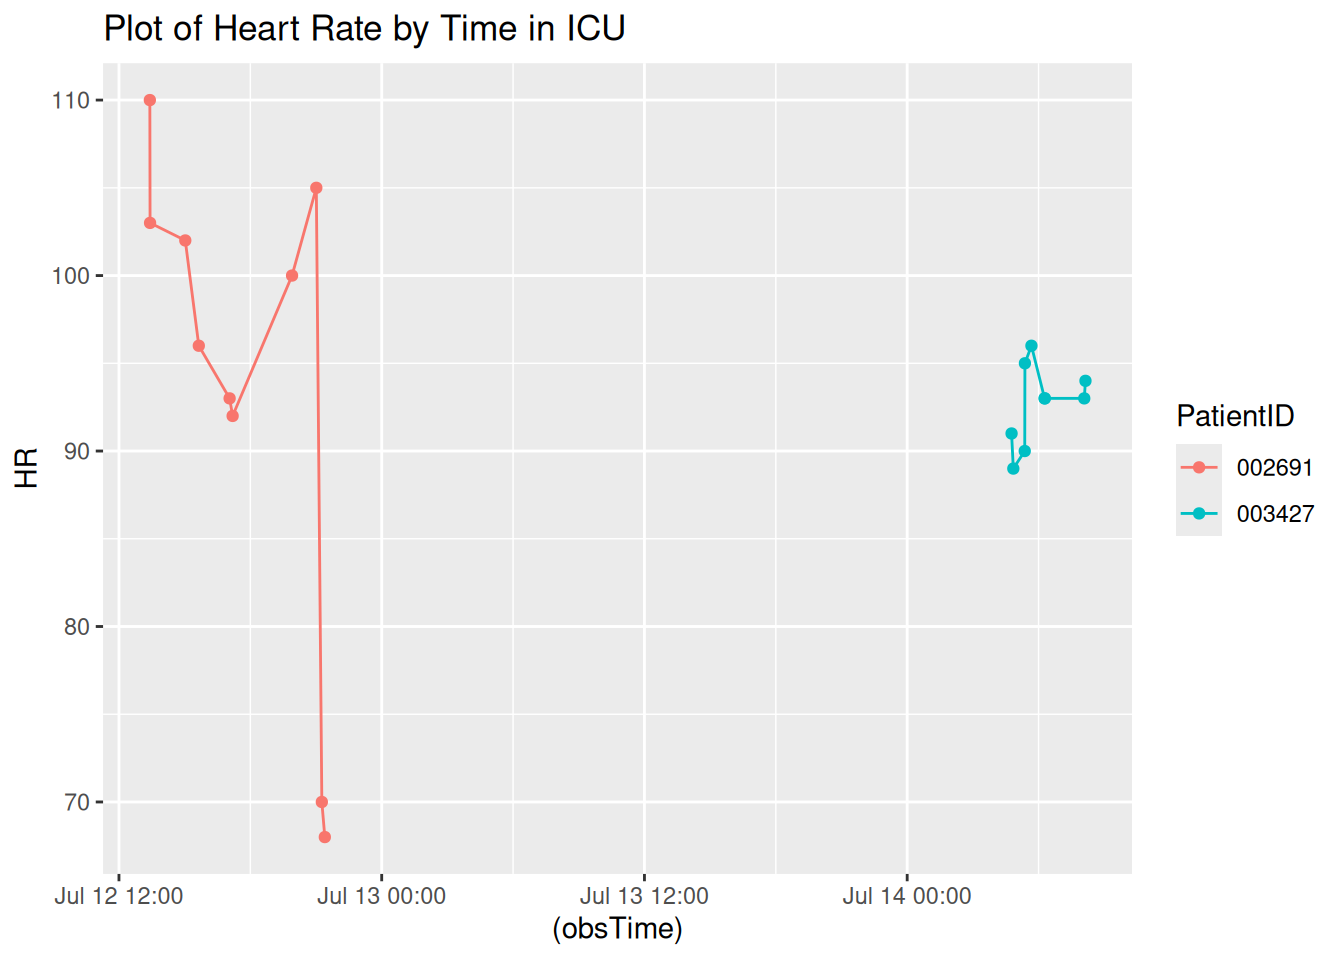 Plot of Heart Rate by Time in ICU
110
100
90
80
70
HR
Jul 12 12:00
Jul 13 00:00
Jul 13 12:00
Jul 14 00:00
(obsTime)
PatientID
002691
003427